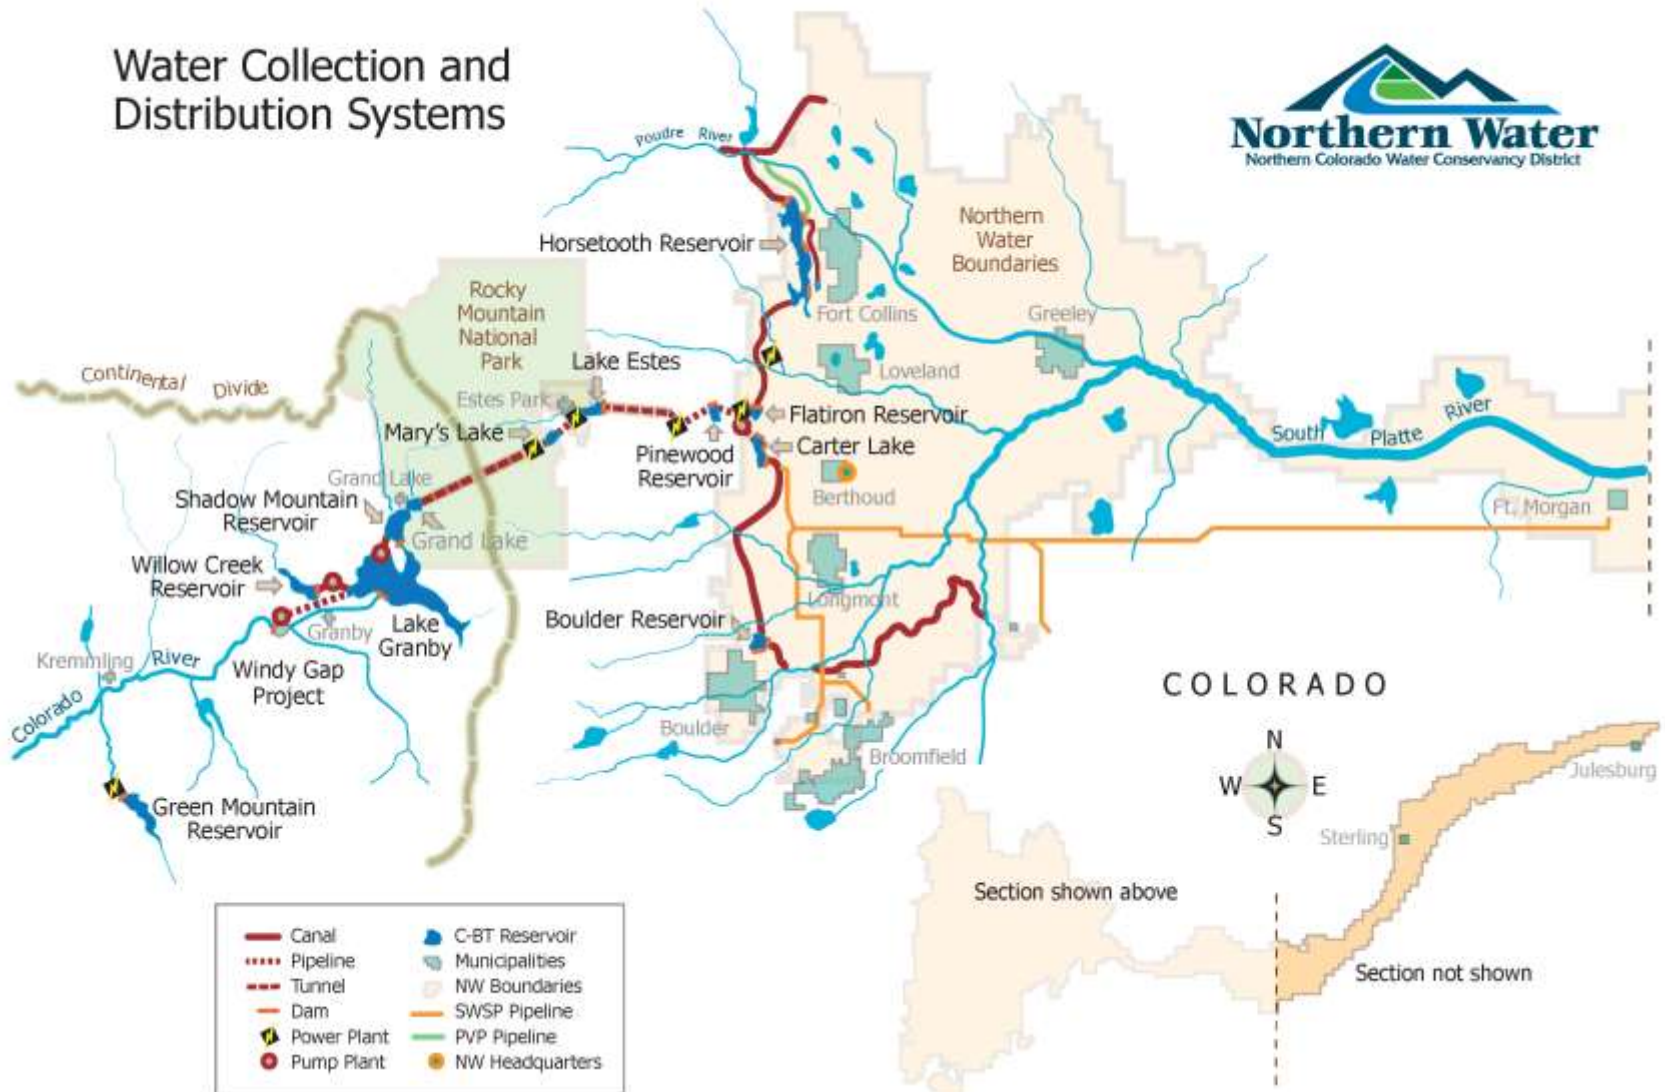 Water Collection and
Distribution Systems
Northern Water
Northern Colorado Water Conservancy District
Poudre River
Horsetooth Reservoir
Northern
Water
Boundaries
Fort Collins
Greeley
Rocky
Mountain
National
Park
Continental Divide
Lake Estes
Loveland
Estes Park
Flatiron Reservoir
Mary's Lake
Carter Lake
Pinewood
Reservoir
South Platte River
Berthoud
Ft. Morgan
Grand Lake
Shadow Mountain
Reservoir
Grand Lake
Willow Creek
Reservoir
Longmont
Boulder Reservoir
Granby
Lake
Granby
Kremmling
Colorado River
Windy Gap
Project
Boulder
Broomfield
Green Mountain
Reservoir
COLORADO
N
W E
S
Julesburg
Sterling
Section shown above
Section not shown
Canal
Pipeline
Tunnel
Dam
Power Plant
Pump Plant
C-BT Reservoir
Municipalities
NW Boundaries
SWSP Pipeline
PVP Pipeline
NW Headquarters